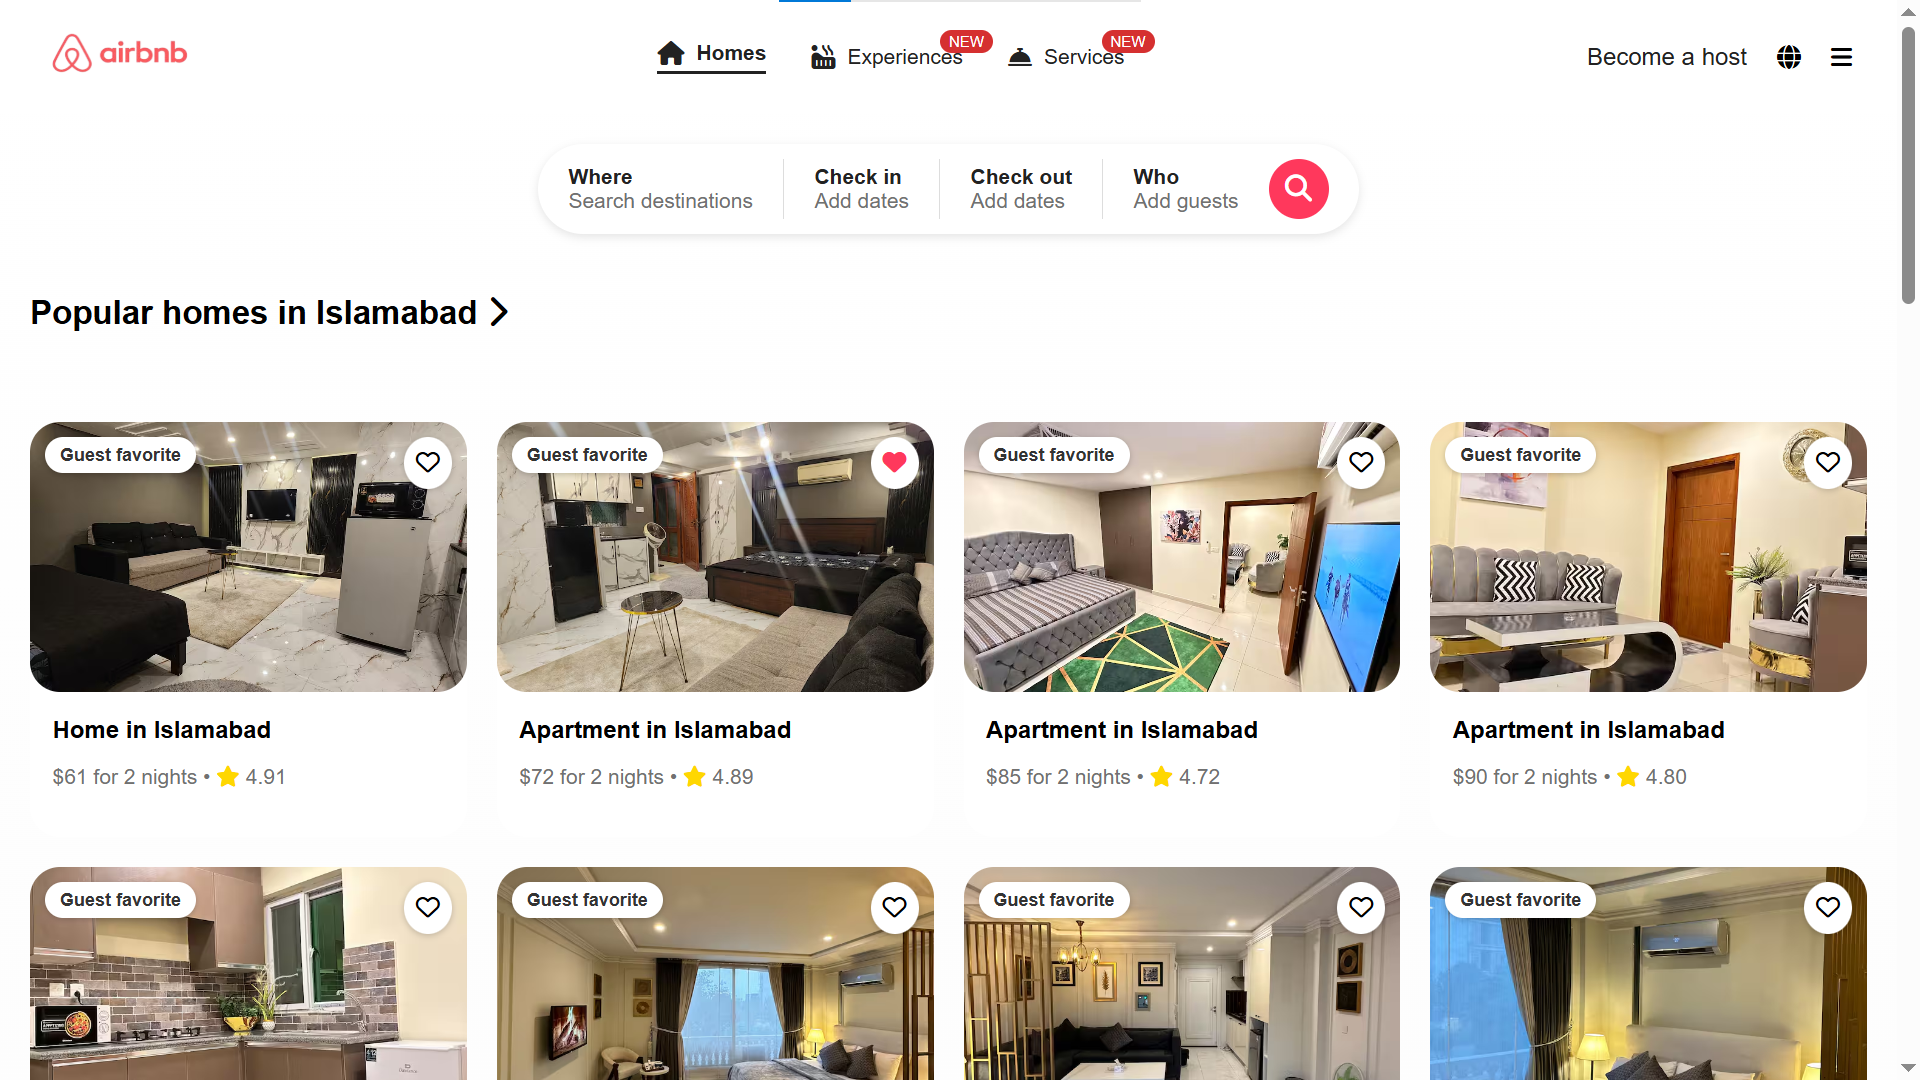 airbnb
Homes
Experiences NEW
Services NEW
Become a host
Where
Search destinations
Check in
Add dates
Check out
Add dates
Who
Add guests
Popular homes in Islamabad
Guest favorite
Guest favorite
Guest favorite
Guest favorite
Home in Islamabad
$61 for 2 nights • 4.91
Apartment in Islamabad
$72 for 2 nights • 4.89
Apartment in Islamabad
$85 for 2 nights • 4.72
Apartment in Islamabad
$90 for 2 nights • 4.80
Guest favorite
Guest favorite
Guest favorite
Guest favorite